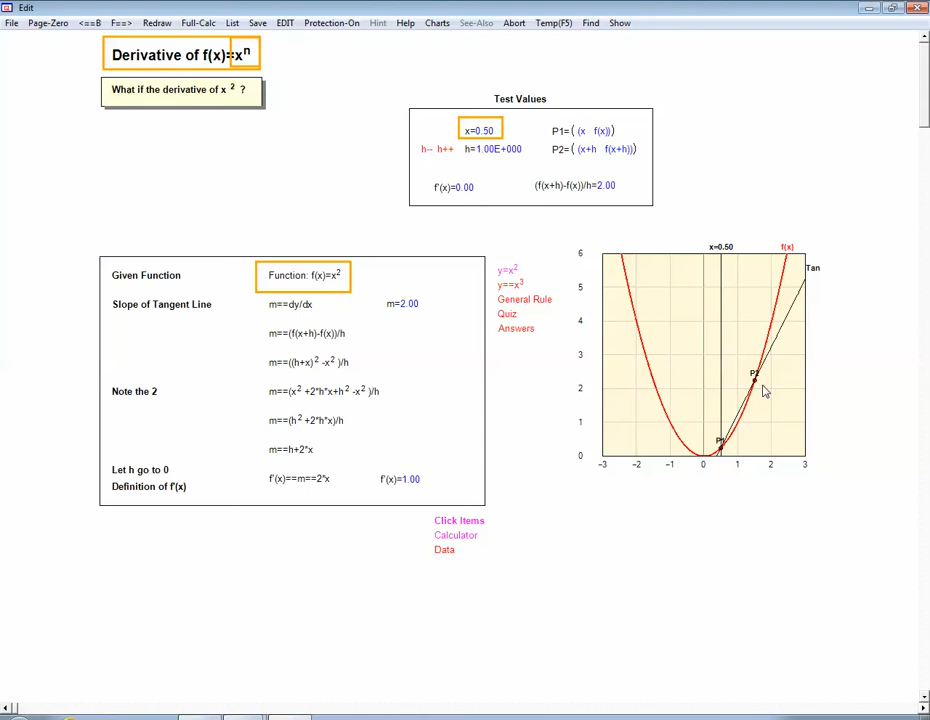 Edit
File Page-Zero <==B F==> Redraw Full-Calc List Save EDIT Protection-On Hint Help Charts See-Also Abort Temp(F5) Find Show
Derivative of f(x)=xⁿ
What if the derivative of x ² ?
Test Values
x=0.50 P1= ( (x f(x)) )
h-- h++ h=1.00E+000 P2= ( (x+h f(x+h)) )
f'(x)=0.00 (f(x+h)-f(x))/h=2.00
Given Function Function: f(x)=x²
Slope of Tangent Line m==dy/dx m=2.00
m==(f(x+h)-f(x))/h
m==((h+x)² -x² )/h
Note the 2 m==(x² +2*h*x+h² -x² )/h
m==(h² +2*h*x)/h
m==h+2*x
Let h go to 0
Definition of f'(x) f'(x)==m==2*x f'(x)=1.00
y=x²
y==x³
General Rule
Quiz
Answers
Click Items
Calculator
Data
x=0.50 f(x)
Tan
6
5
4
3
2
1
0
P2
P1
−3 −2 −1 0 1 2 3